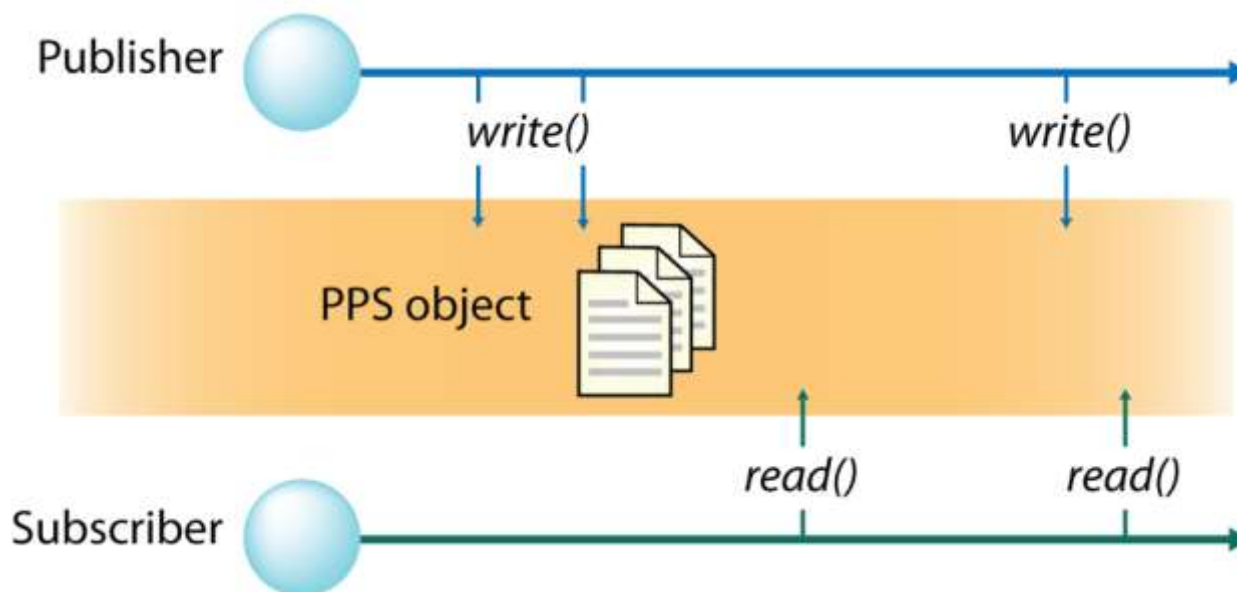 Publisher
write()
write()
PPS object
read()
read()
Subscriber